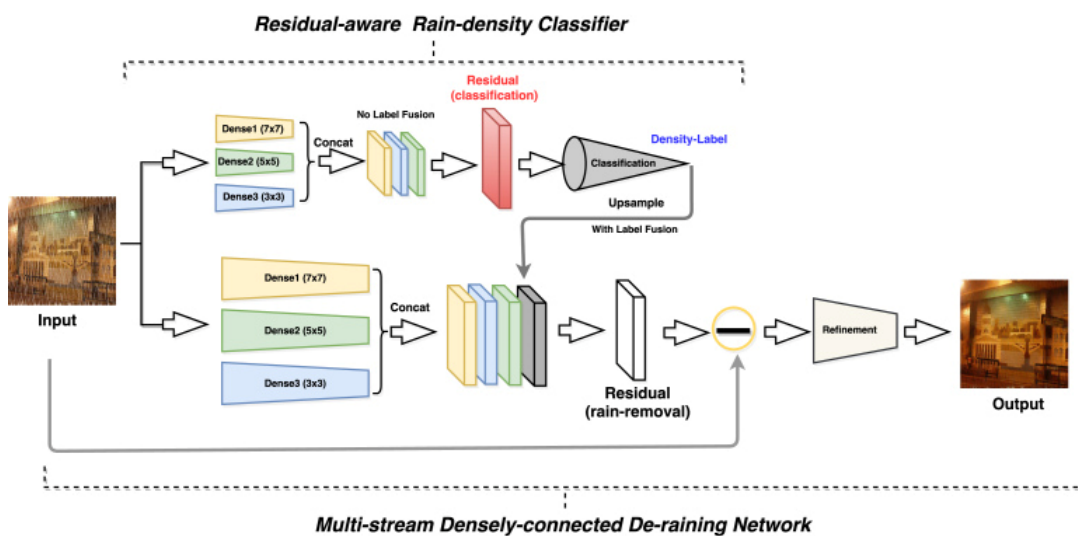 Residual-aware Rain-density Classifier
Residual
(classification)
No Label Fusion
Dense1 (7x7)
Concat
Density-Label
Dense2 (5x5)
Classification
Dense3 (3x3)
Upsample
With Label Fusion
Dense1 (7x7)
Concat
Input
Dense2 (5x5)
Refinement
Dense3 (3x3)
Residual
(rain-removal)
Output
Multi-stream Densely-connected De-raining Network